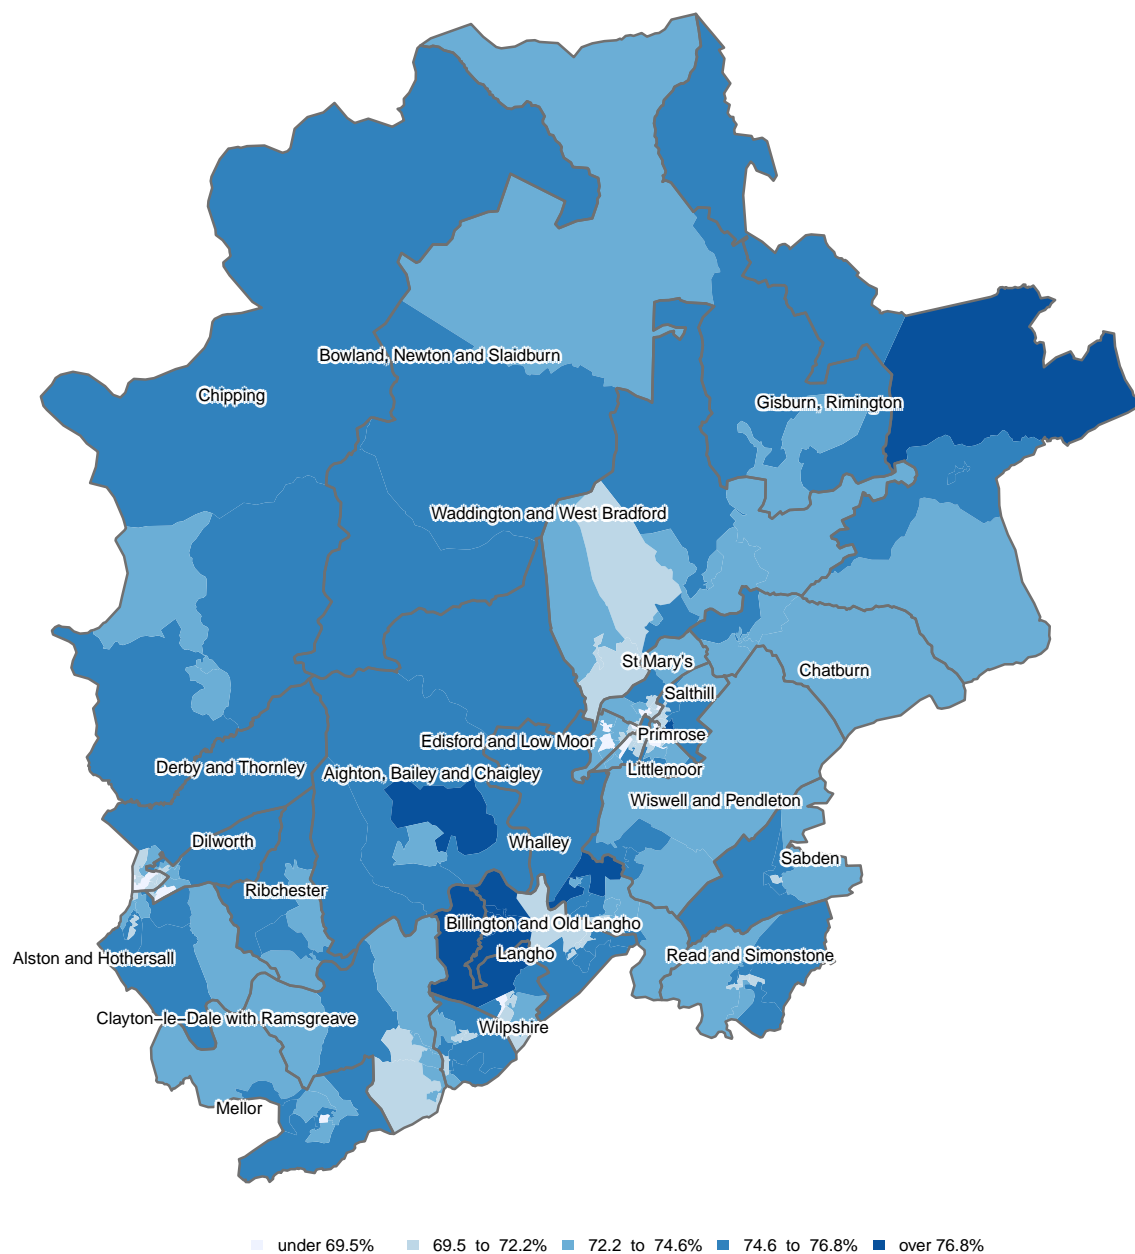 Bowland, Newton and Slaidburn
Chipping
Gisburn, Rimington
Waddington and West Bradford
St Mary's
Chatburn
Salthill
Primrose
Edisford and Low Moor
Derby and Thornley
Aighton, Bailey and Chaigley
Littlemoor
Wiswell and Pendleton
Dilworth
Whalley
Sabden
Ribchester
Billington and Old Langho
Langho
Read and Simonstone
Alston and Hothersall
Clayton−le−Dale with Ramsgreave
Wilpshire
Mellor
under 69.5% 69.5 to 72.2% 72.2 to 74.6% 74.6 to 76.8% over 76.8%